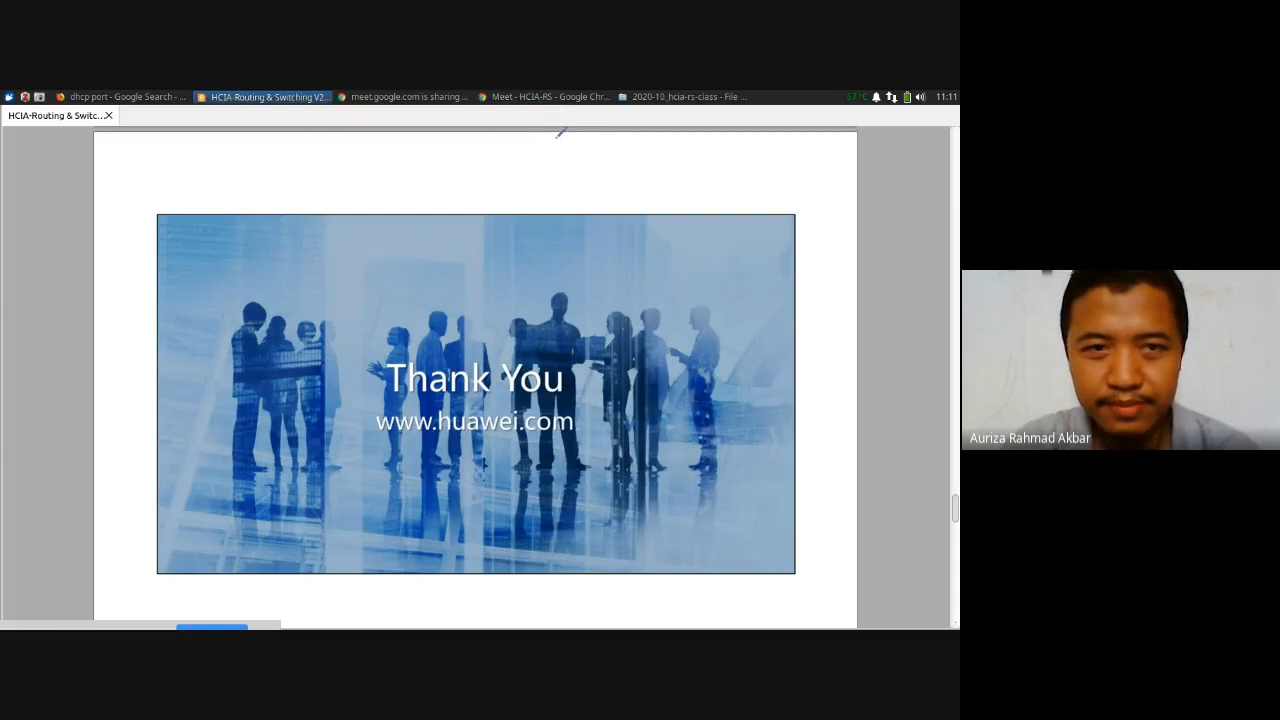 dhcp port - Google Search - ...
HCIA-Routing & Switching V2...
meet.google.com is sharing ...
Meet - HCIA-RS - Google Chr...
2020-10_hcia-rs-class - File ...
67°C
11:11
HCIA-Routing & Switc...
Thank You
www.huawei.com
Auriza Rahmad Akbar